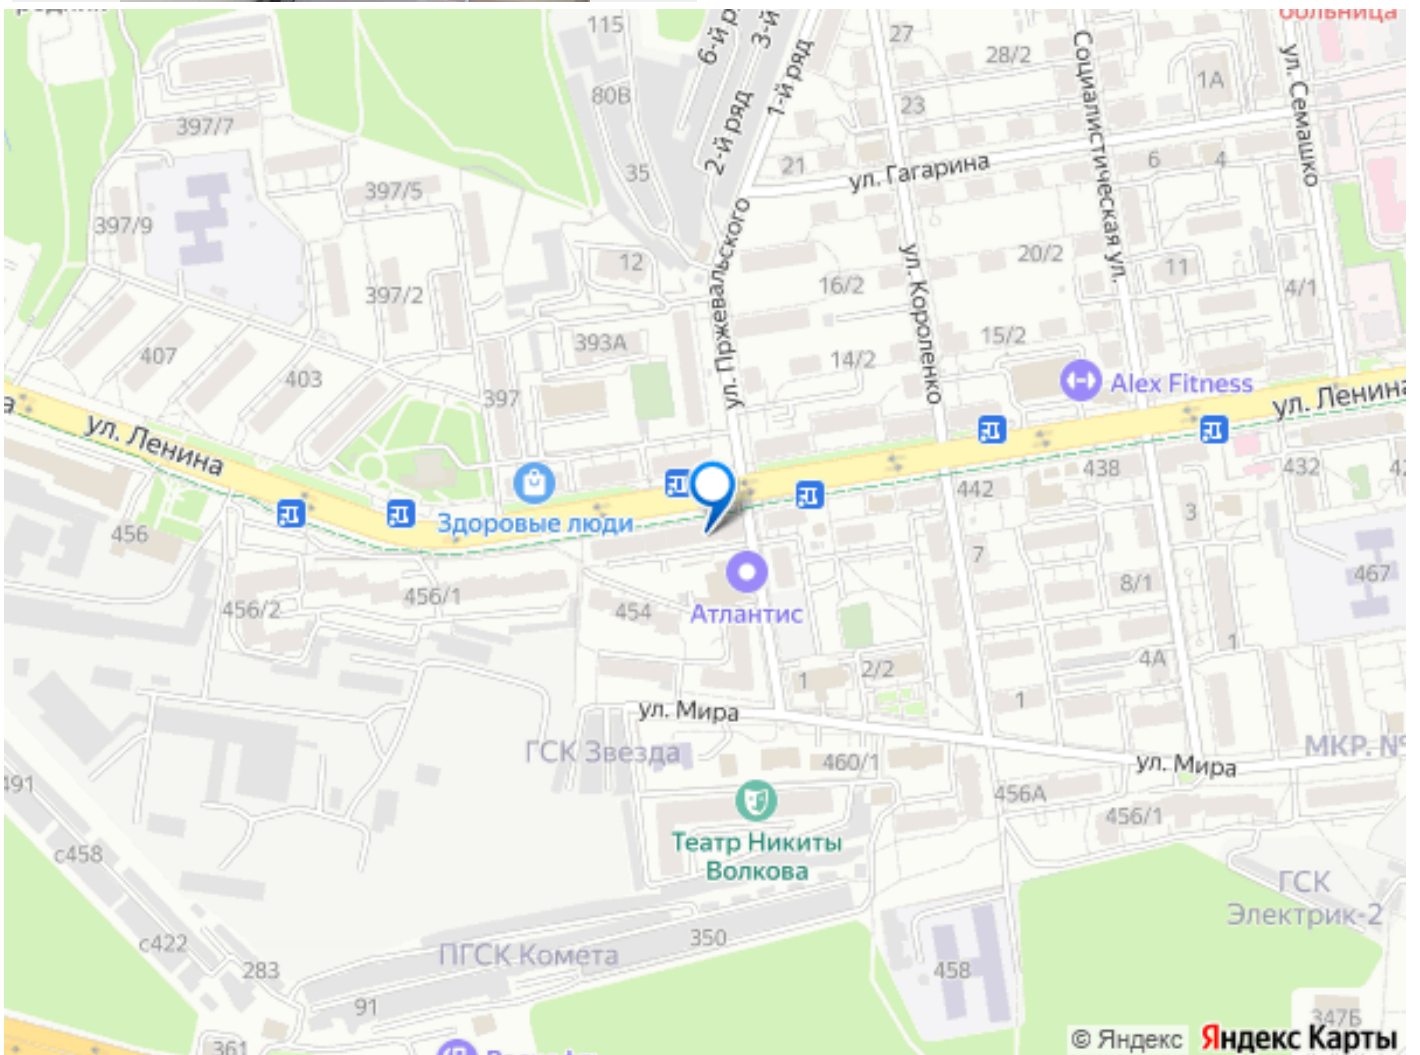 больница
115
6-й
3-й
1-й ряд
2-й ряд
27
28/2
Социалистическая ул.
1А
ул. Семашко
80В
23
397/7
35
21
ул. Гагарина
6
4
397/5
397/9
ул. Пржевальского
12
16/2
ул. Короленко
20/2
11
4/1
397/2
393А
14/2
15/2
407
403
397
Alex Fitness
ул. Ленина
ул. Ленина
438
432
442
Здоровые люди
456
3
7
467
8/1
456/2
456/1
454
Атлантис
1
4А
2/2
1
1
ул. Мира
ГСК Звезда
460/1
ул. Мира
МКР. №
491
456А
456/1
Театр Никиты
Волкова
с458
ГСК
Электрик-2
с422
350
ПГСК Комета
283
458
91
347Б
361
© Яндекс Яндекс Карты